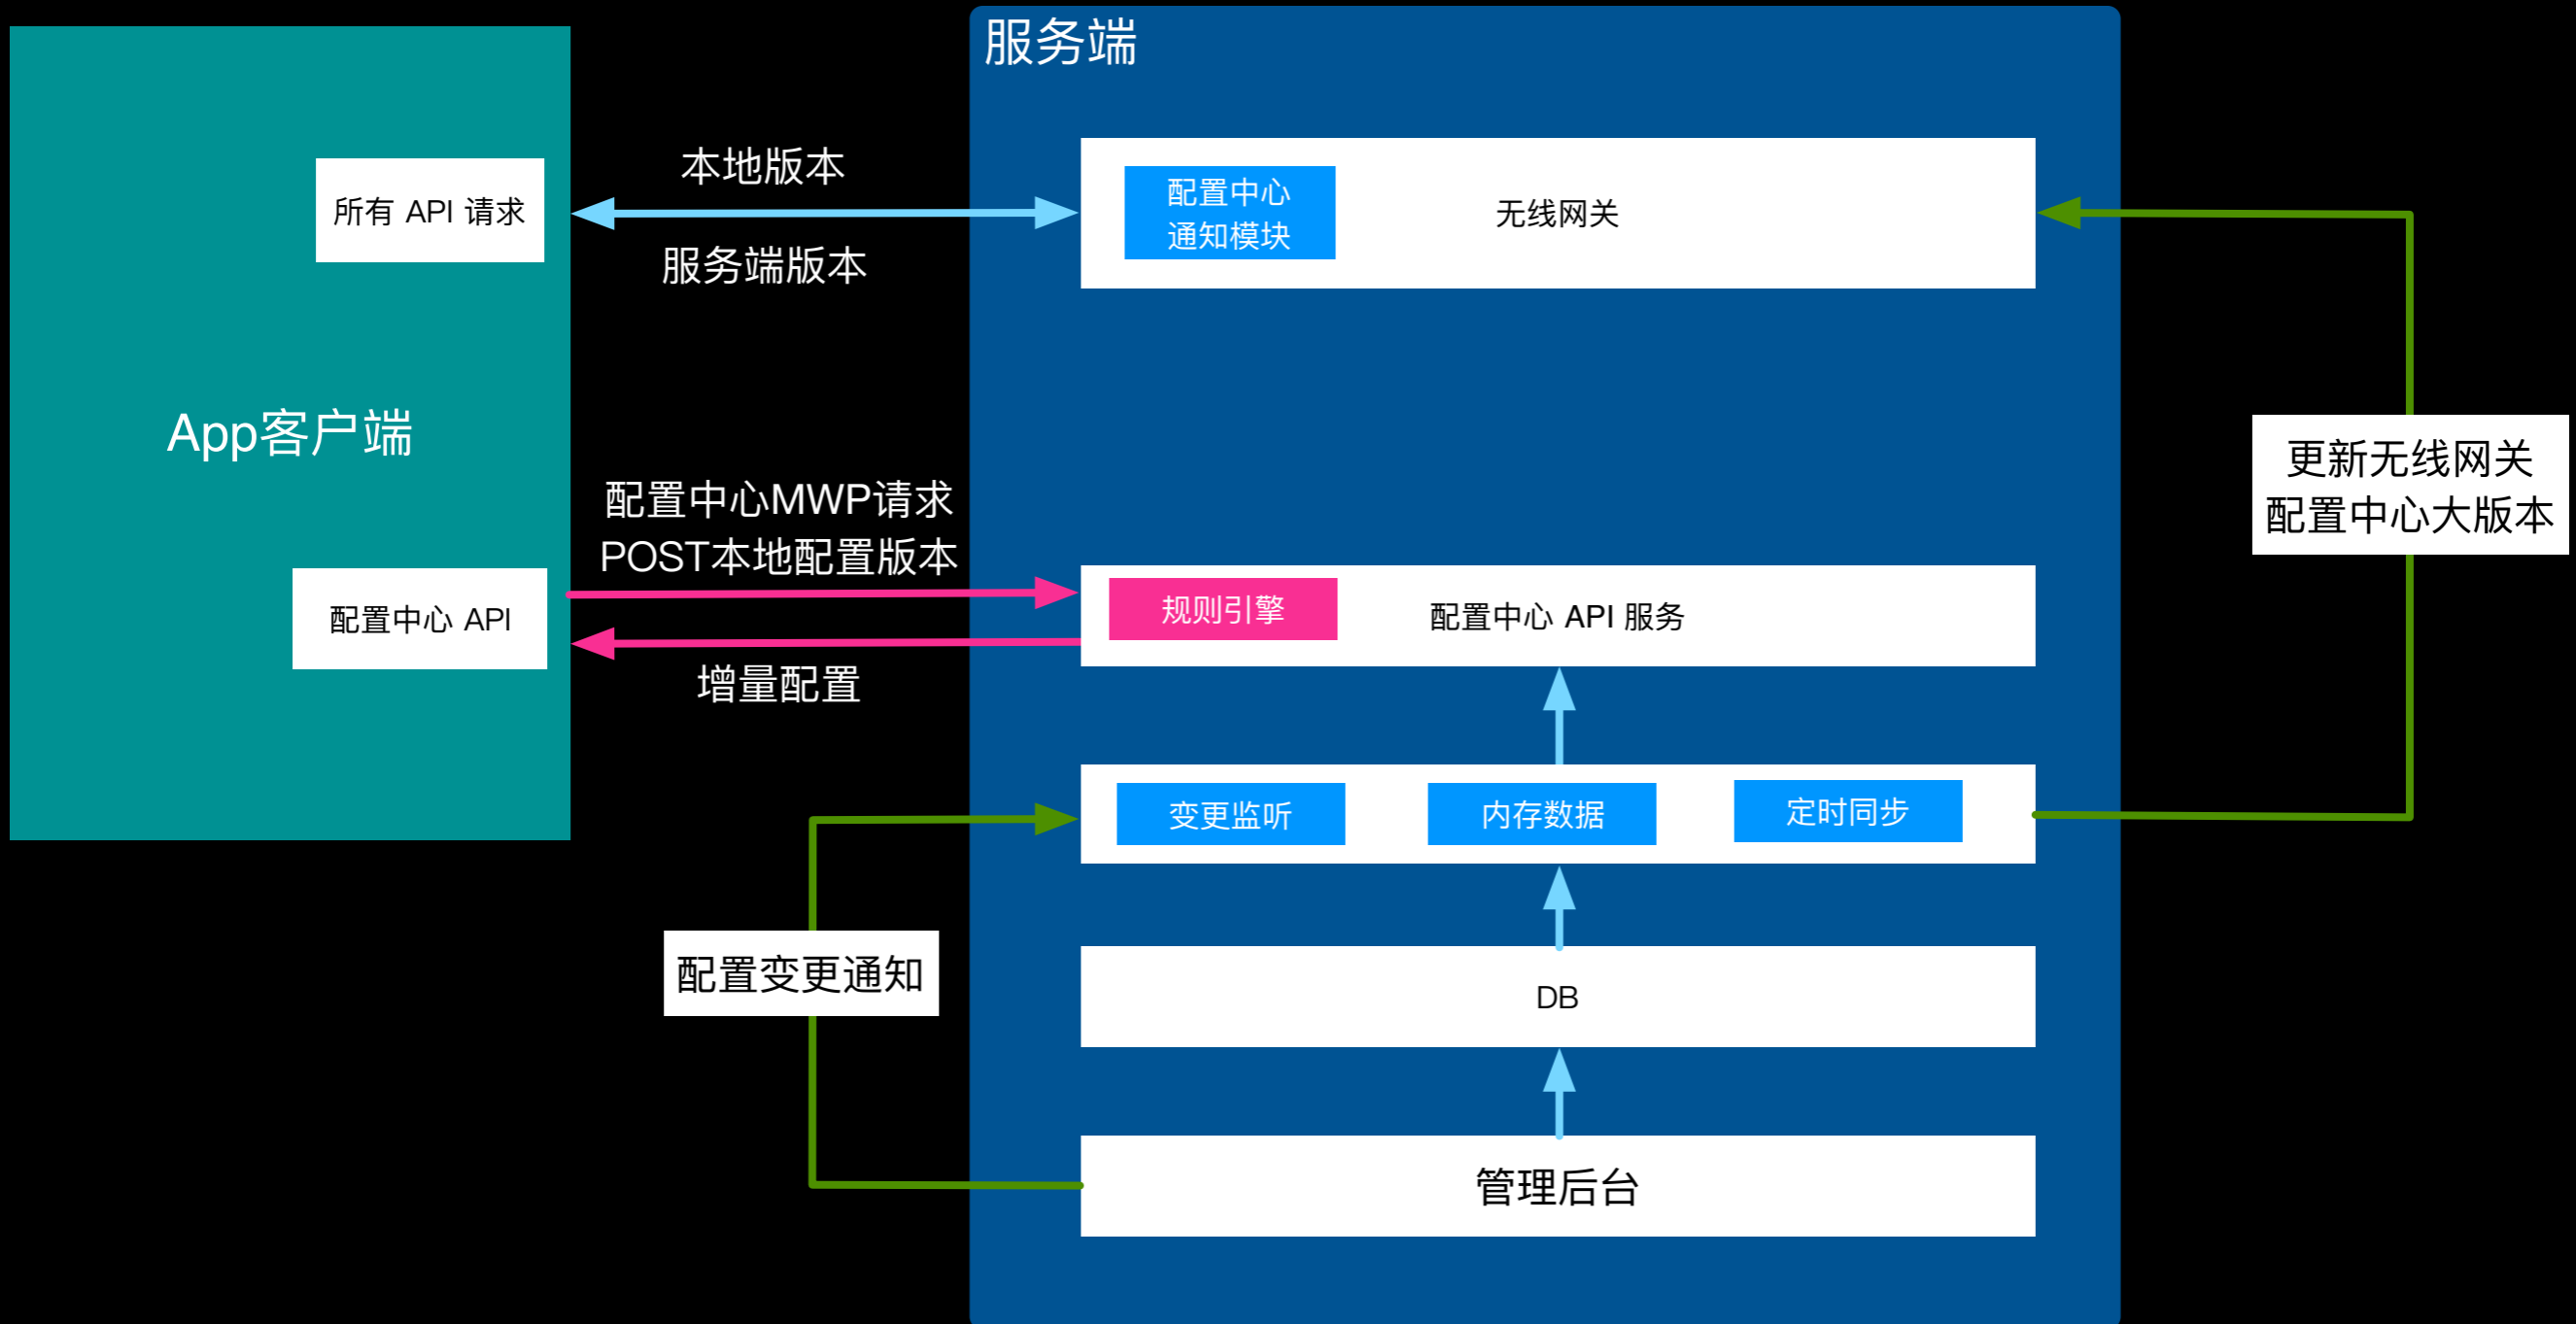 服务端
本地版本
所有 API 请求
配置中心
通知模块
无线网关
服务端版本
App客户端
更新无线网关
配置中心大版本
配置中心MWP请求
POST本地配置版本
配置中心 API
规则引擎
配置中心 API 服务
增量配置
变更监听
内存数据
定时同步
配置变更通知
DB
管理后台